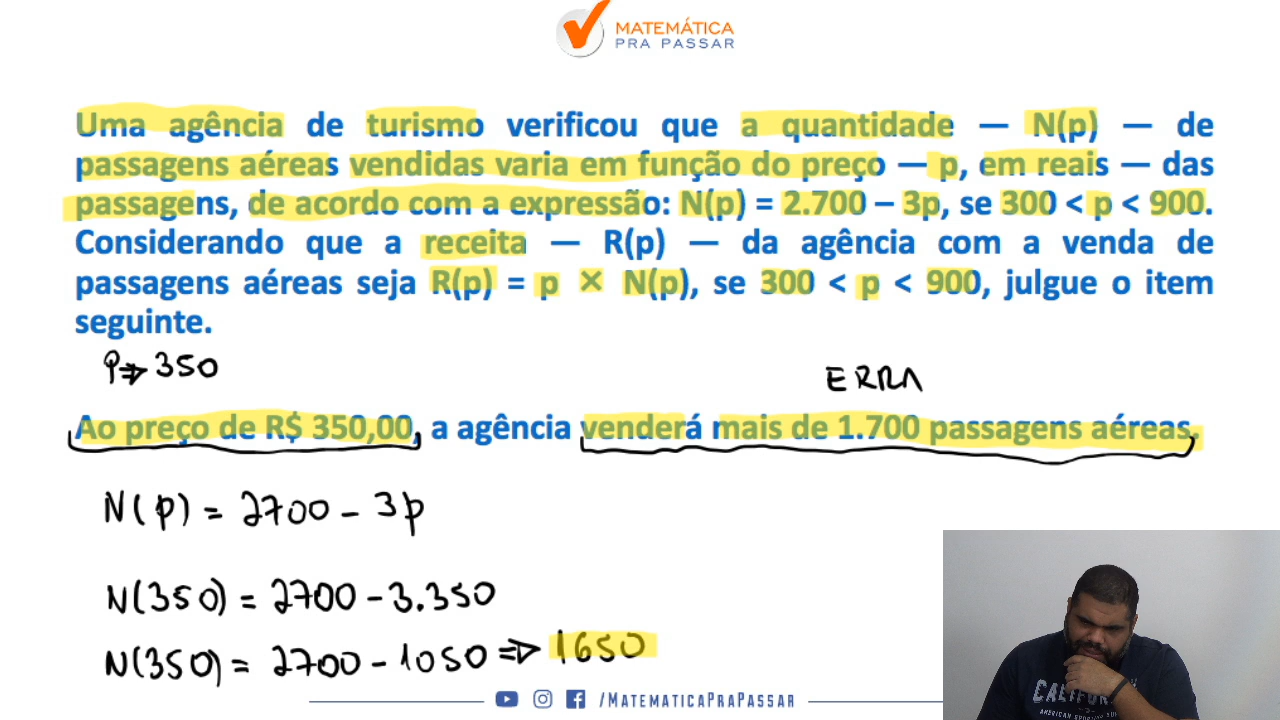 MATEMÁTICA
PRA PASSAR
Uma agência de turismo verificou que a quantidade — N(p) — de
passagens aéreas vendidas varia em função do preço — p, em reais — das
passagens, de acordo com a expressão: N(p) = 2.700 – 3p, se 300 < p < 900.
Considerando que a receita — R(p) — da agência com a venda de
passagens aéreas seja R(p) = p × N(p), se 300 < p < 900, julgue o item
seguinte.
P⇒350
ERRA
Ao preço de R$ 350,00, a agência venderá mais de 1.700 passagens aéreas.
N(p) = 2700 - 3p
N(350) = 2700 - 3.350
N(350) = 2700 - 1050 ⇒ 1650
/MATEMATICAPRAPASSAR
CALIFOR